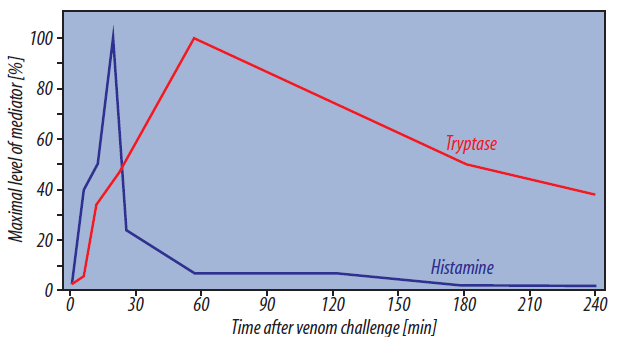 Maximal level of mediator [%]
100
80
60
40
20
0
Tryptase
Histamine
0 30 60 90 120 150 180 210 240
Time after venom challenge [min]